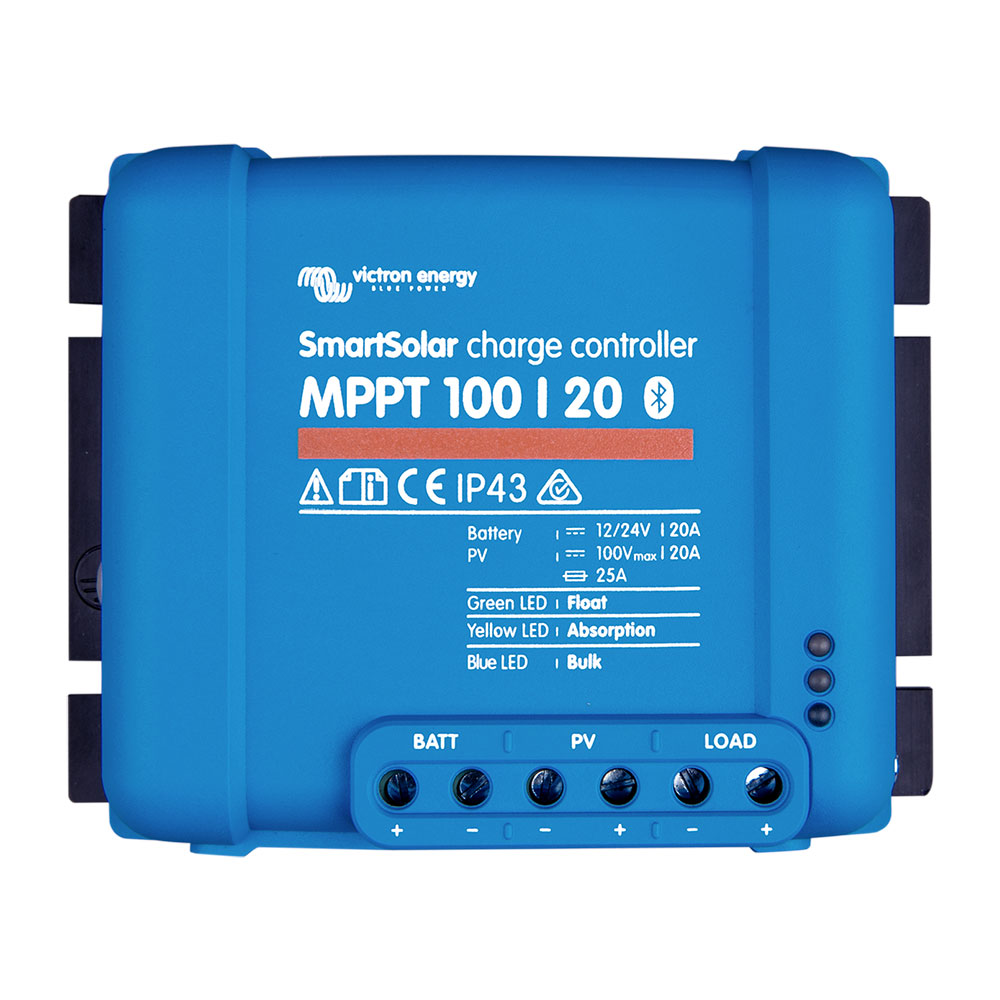 victron energy
BLUE POWER
SmartSolar charge controller
MPPT 100 | 20
CE IP43
Battery | 12/24V | 20A
PV | 100Vmax | 20A
25A
Green LED | Float
Yellow LED | Absorption
Blue LED | Bulk
BATT PV LOAD
+ - - + - +